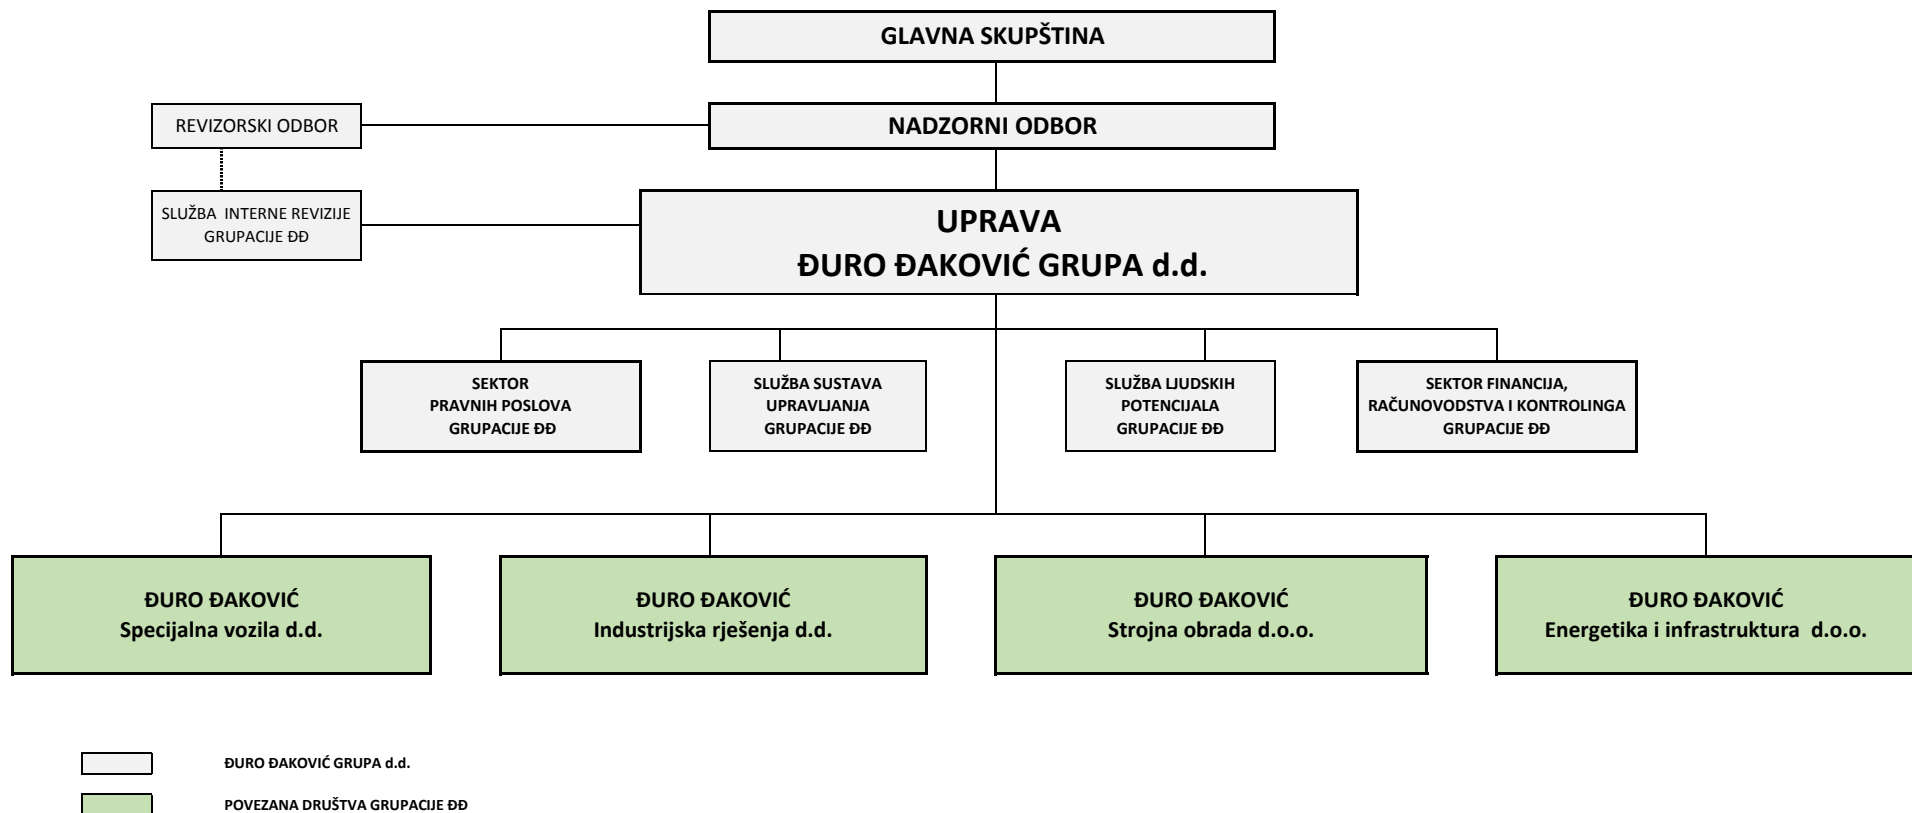 GLAVNA SKUPŠTINA
REVIZORSKI ODBOR
NADZORNI ODBOR
SLUŽBA  INTERNE REVIZIJE
GRUPACIJE ĐĐ
UPRAVA
ĐURO ĐAKOVIĆ GRUPA d.d.
SEKTOR
PRAVNIH POSLOVA
GRUPACIJE ĐĐ
SLUŽBA SUSTAVA
UPRAVLJANJA
GRUPACIJE ĐĐ
SLUŽBA LJUDSKIH
POTENCIJALA
GRUPACIJE ĐĐ
SEKTOR FINANCIJA,
RAČUNOVODSTVA I KONTROLINGA
GRUPACIJE ĐĐ
ĐURO ĐAKOVIĆ
Specijalna vozila d.d.
ĐURO ĐAKOVIĆ
Industrijska rješenja d.d.
ĐURO ĐAKOVIĆ
Strojna obrada d.o.o.
ĐURO ĐAKOVIĆ
Energetika i infrastruktura  d.o.o.
ĐURO ĐAKOVIĆ GRUPA d.d.
POVEZANA DRUŠTVA GRUPACIJE ĐĐ